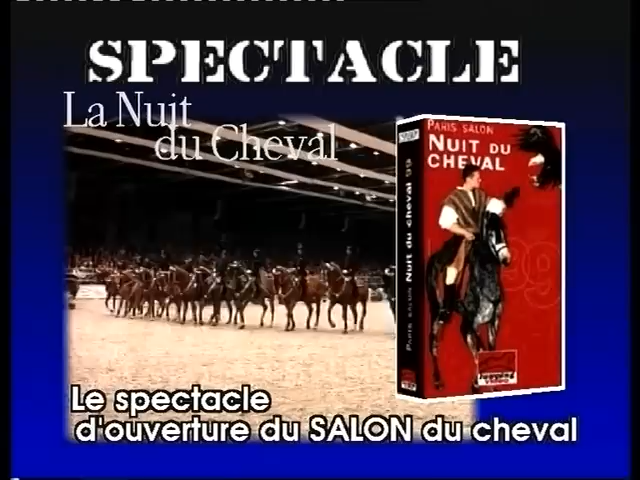 SPECTACLE
La Nuit
du Cheval
PARIS SALON
NUIT DU
CHEVAL
99
PARIS SALON Nuit du cheval 99
Le spectacle
d'ouverture du SALON du cheval